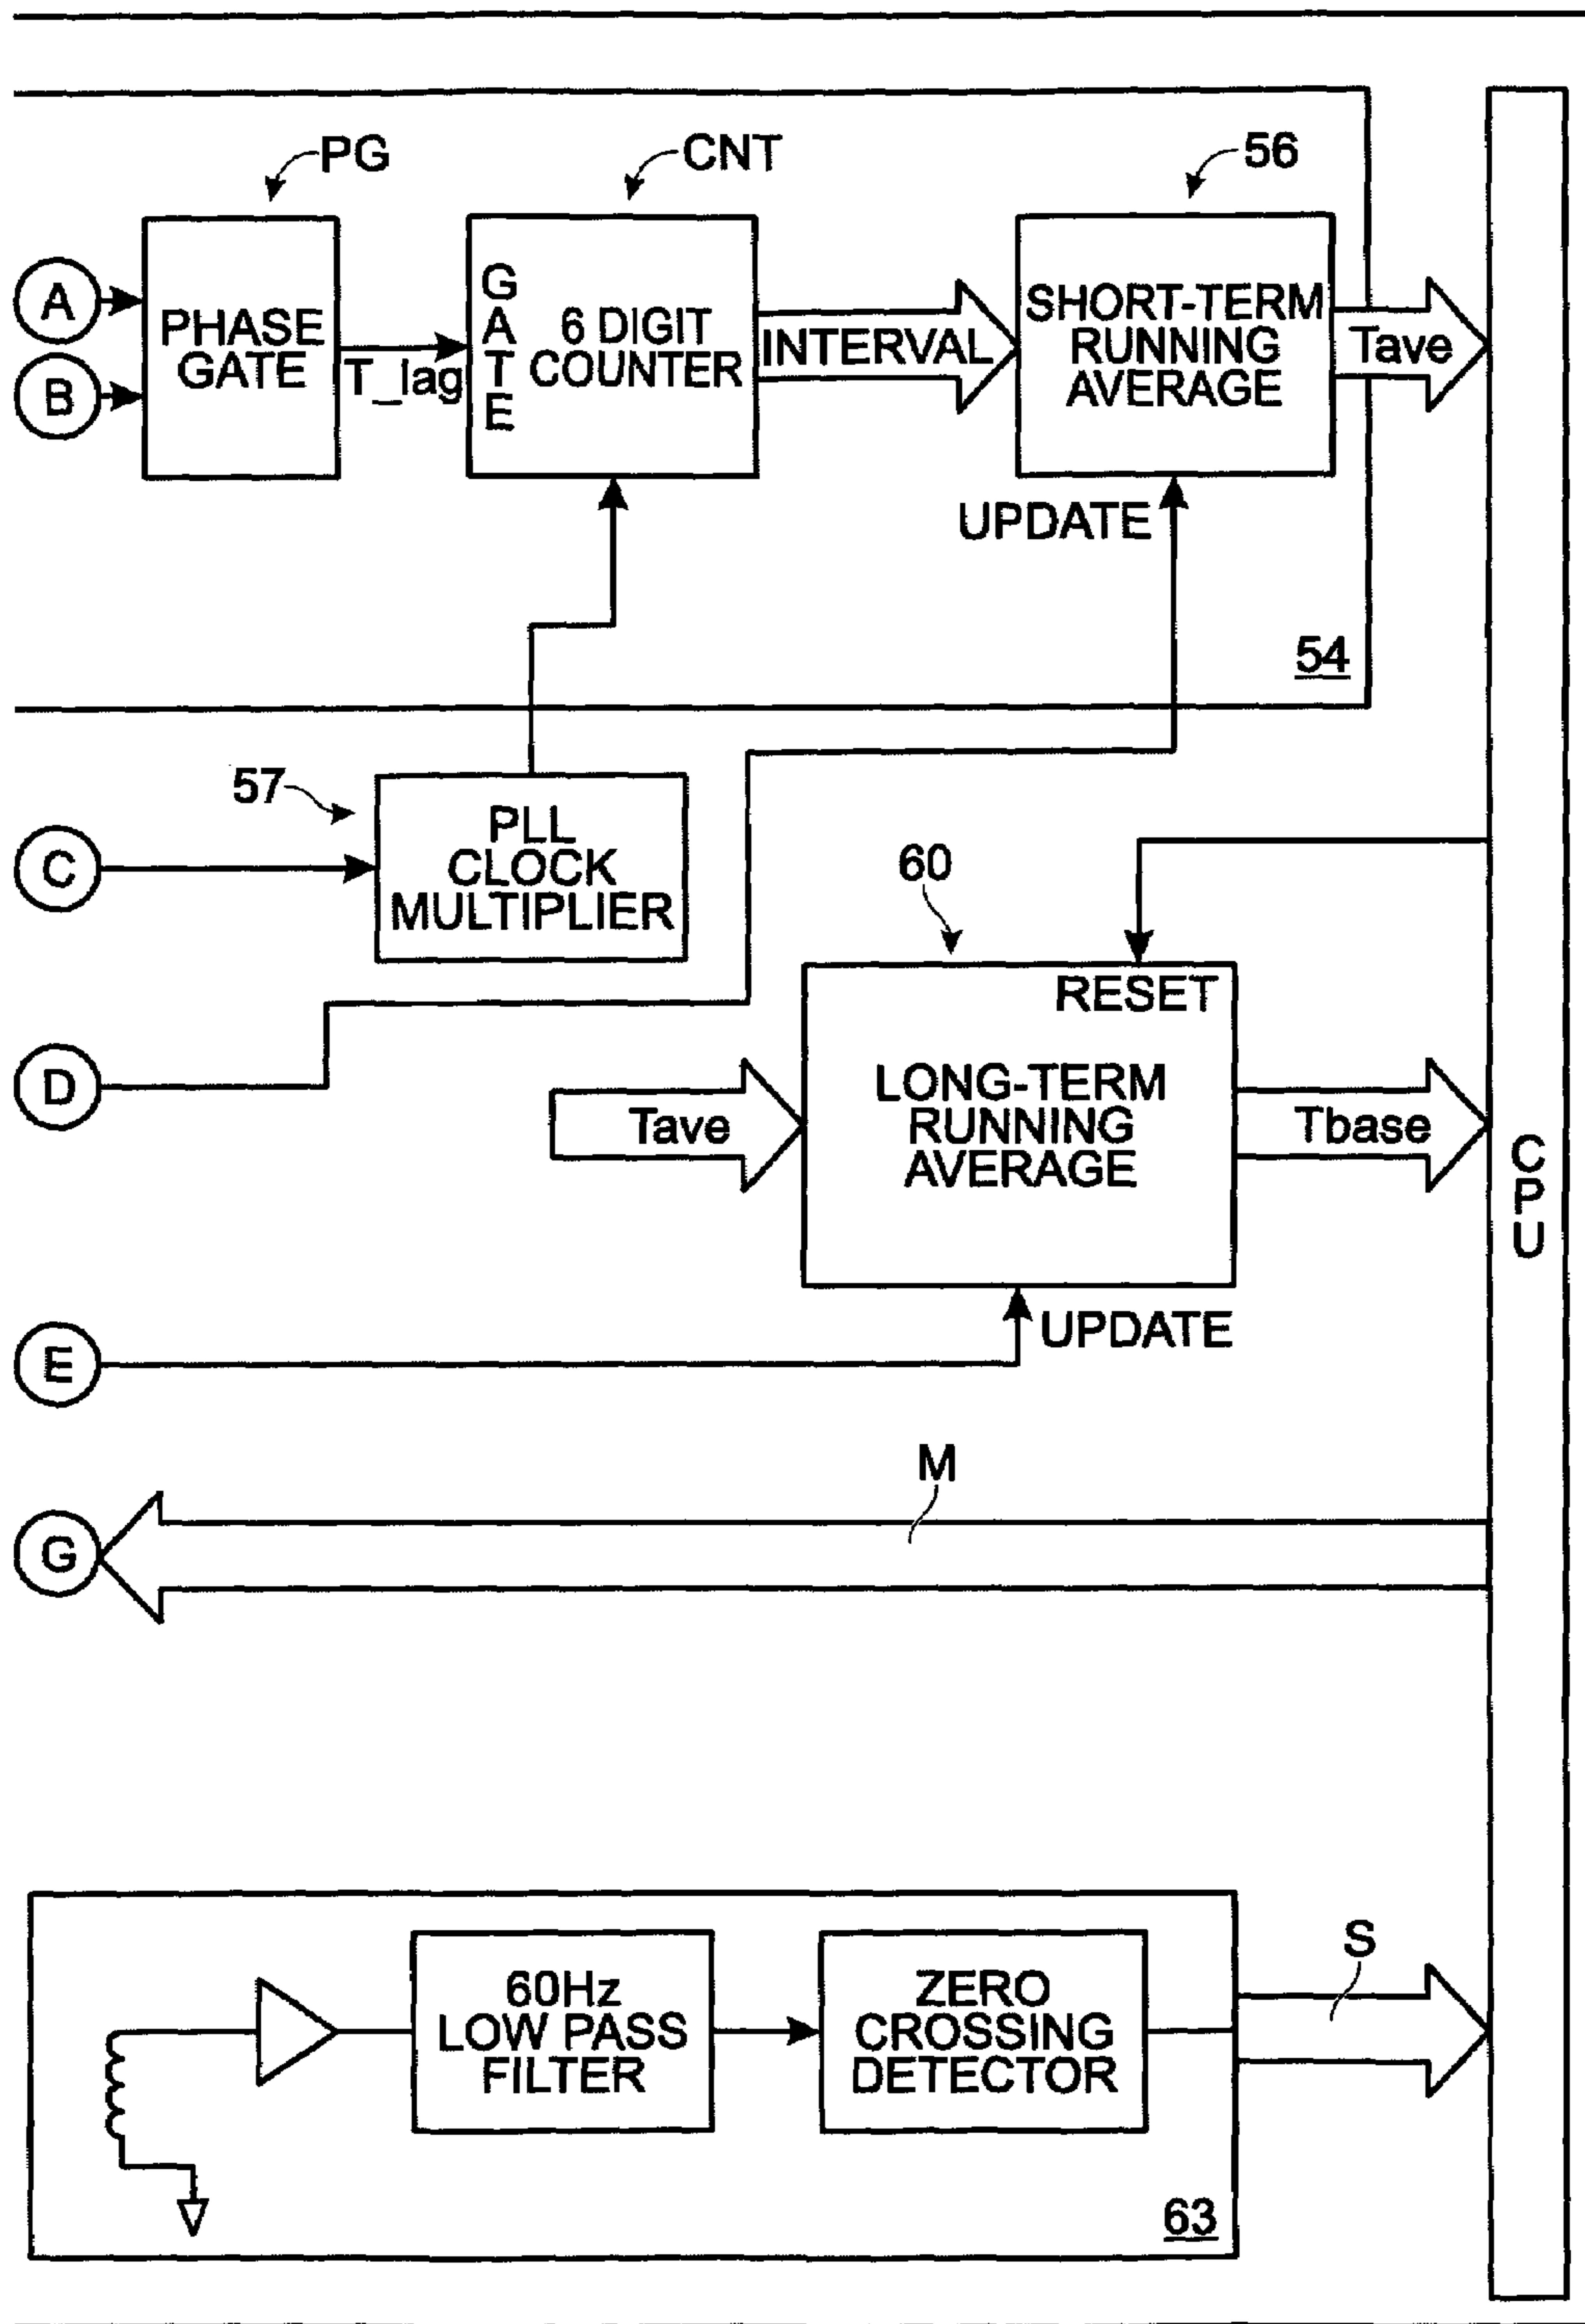 PG
CNT
56
A
B
PHASE
GATE
T_lag
GATE
6 DIGIT
COUNTER
INTERVAL
SHORT-TERM
RUNNING
AVERAGE
Tave
UPDATE
54
57
C
PLL
CLOCK
MULTIPLIER
60
RESET
D
Tave
LONG-TERM
RUNNING
AVERAGE
Tbase
CPU
E
UPDATE
M
G
60Hz
LOW PASS
FILTER
ZERO
CROSSING
DETECTOR
S
63